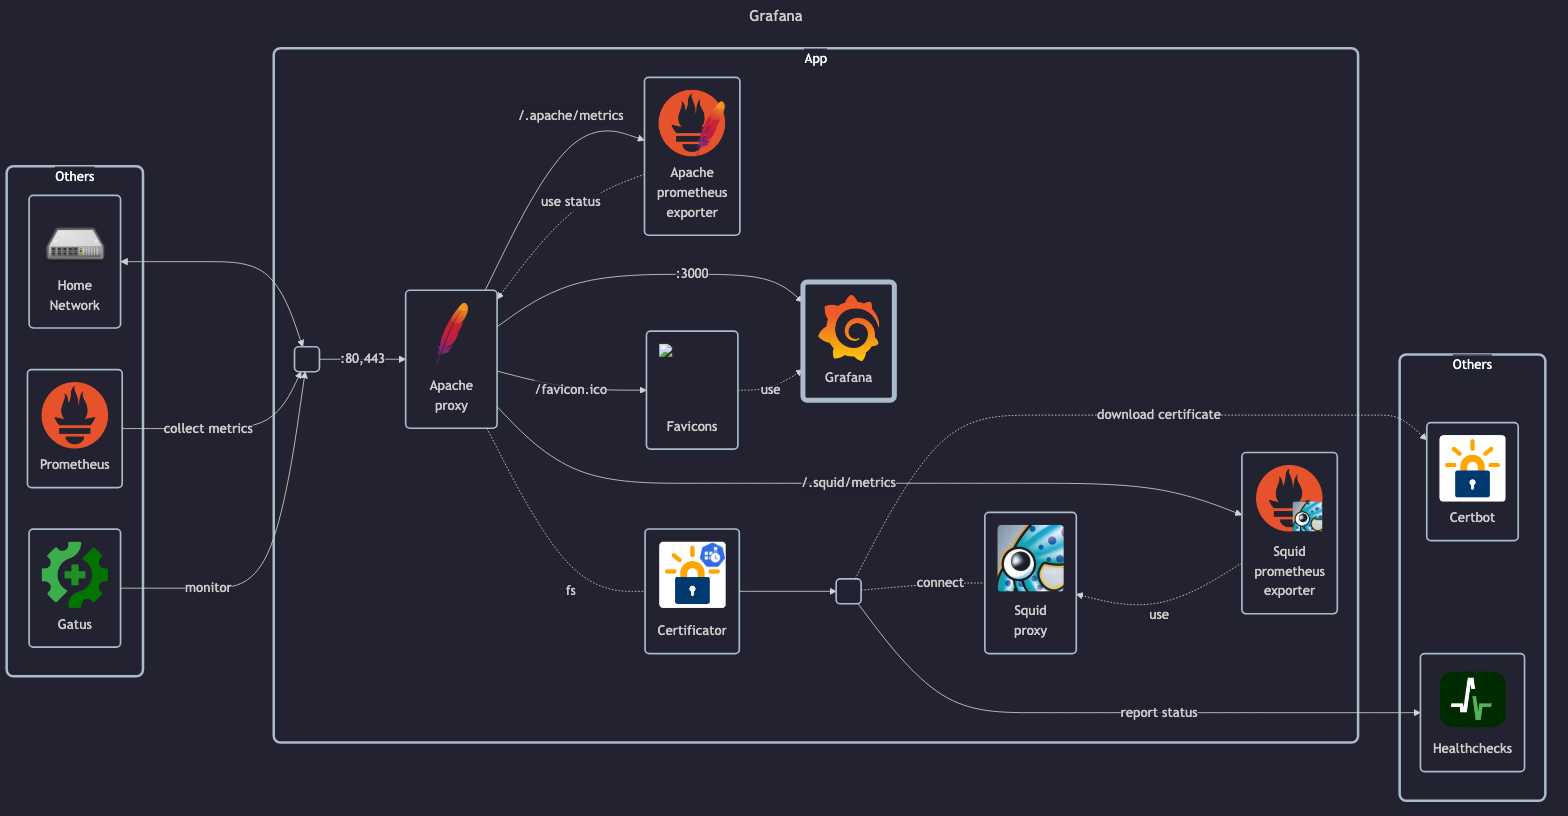 Grafana
App
/.apache/metrics
Apache
prometheus
exporter
use status
Others
Home
Network
:3000
:80,443
Apache
proxy
/favicon.ico
Favicons
use
Grafana
Prometheus
collect metrics
Gatus
monitor
/.squid/metrics
download certificate
fs
Certificator
connect
Squid
proxy
use
Squid
prometheus
exporter
report status
Others
Certbot
Healthchecks